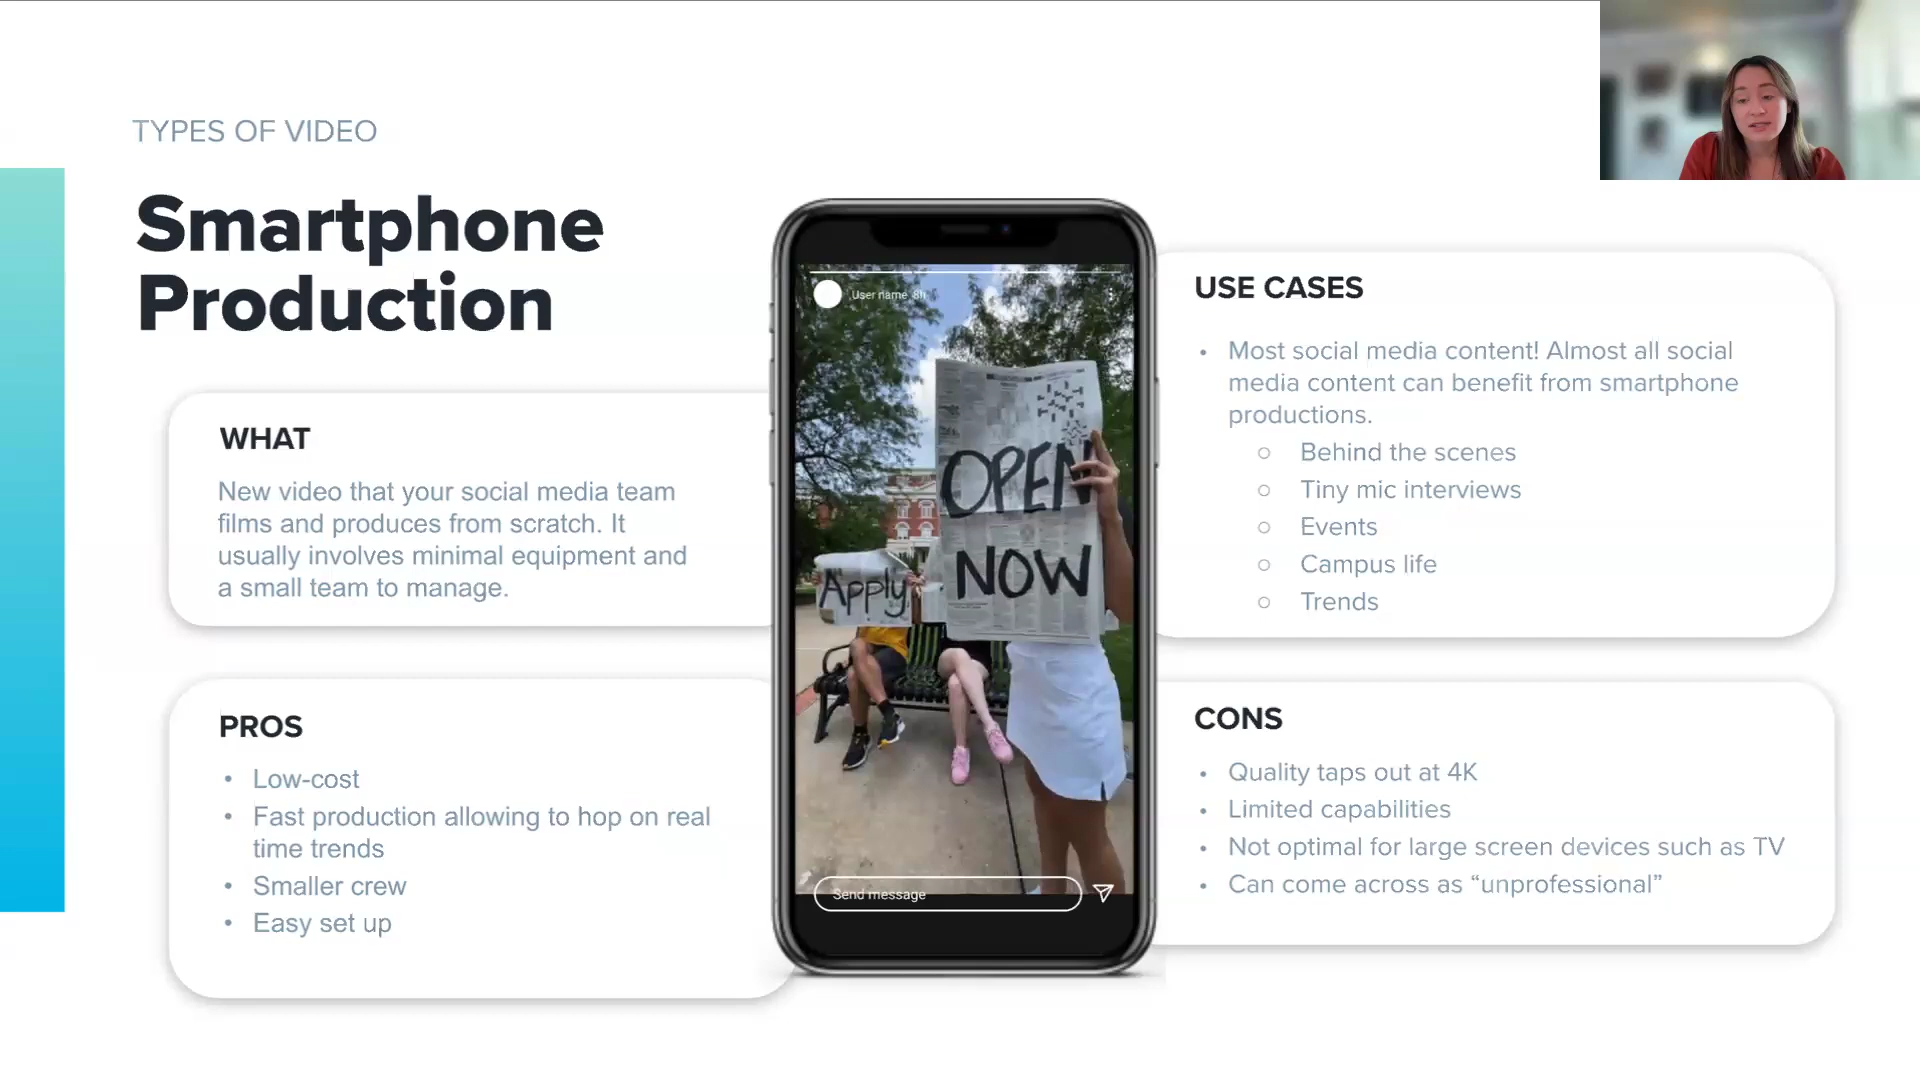 TYPES OF VIDEO
Smartphone
Production
WHAT
New video that your social media team
films and produces from scratch. It
usually involves minimal equipment and
a small team to manage.
PROS
• Low-cost
• Fast production allowing to hop on real
time trends
• Smaller crew
• Easy set up
User name 8h
OPEN
NOW
Apply
Send message
USE CASES
• Most social media content! Almost all social
media content can benefit from smartphone
productions.
○ Behind the scenes
○ Tiny mic interviews
○ Events
○ Campus life
○ Trends
CONS
• Quality taps out at 4K
• Limited capabilities
• Not optimal for large screen devices such as TV
• Can come across as “unprofessional”